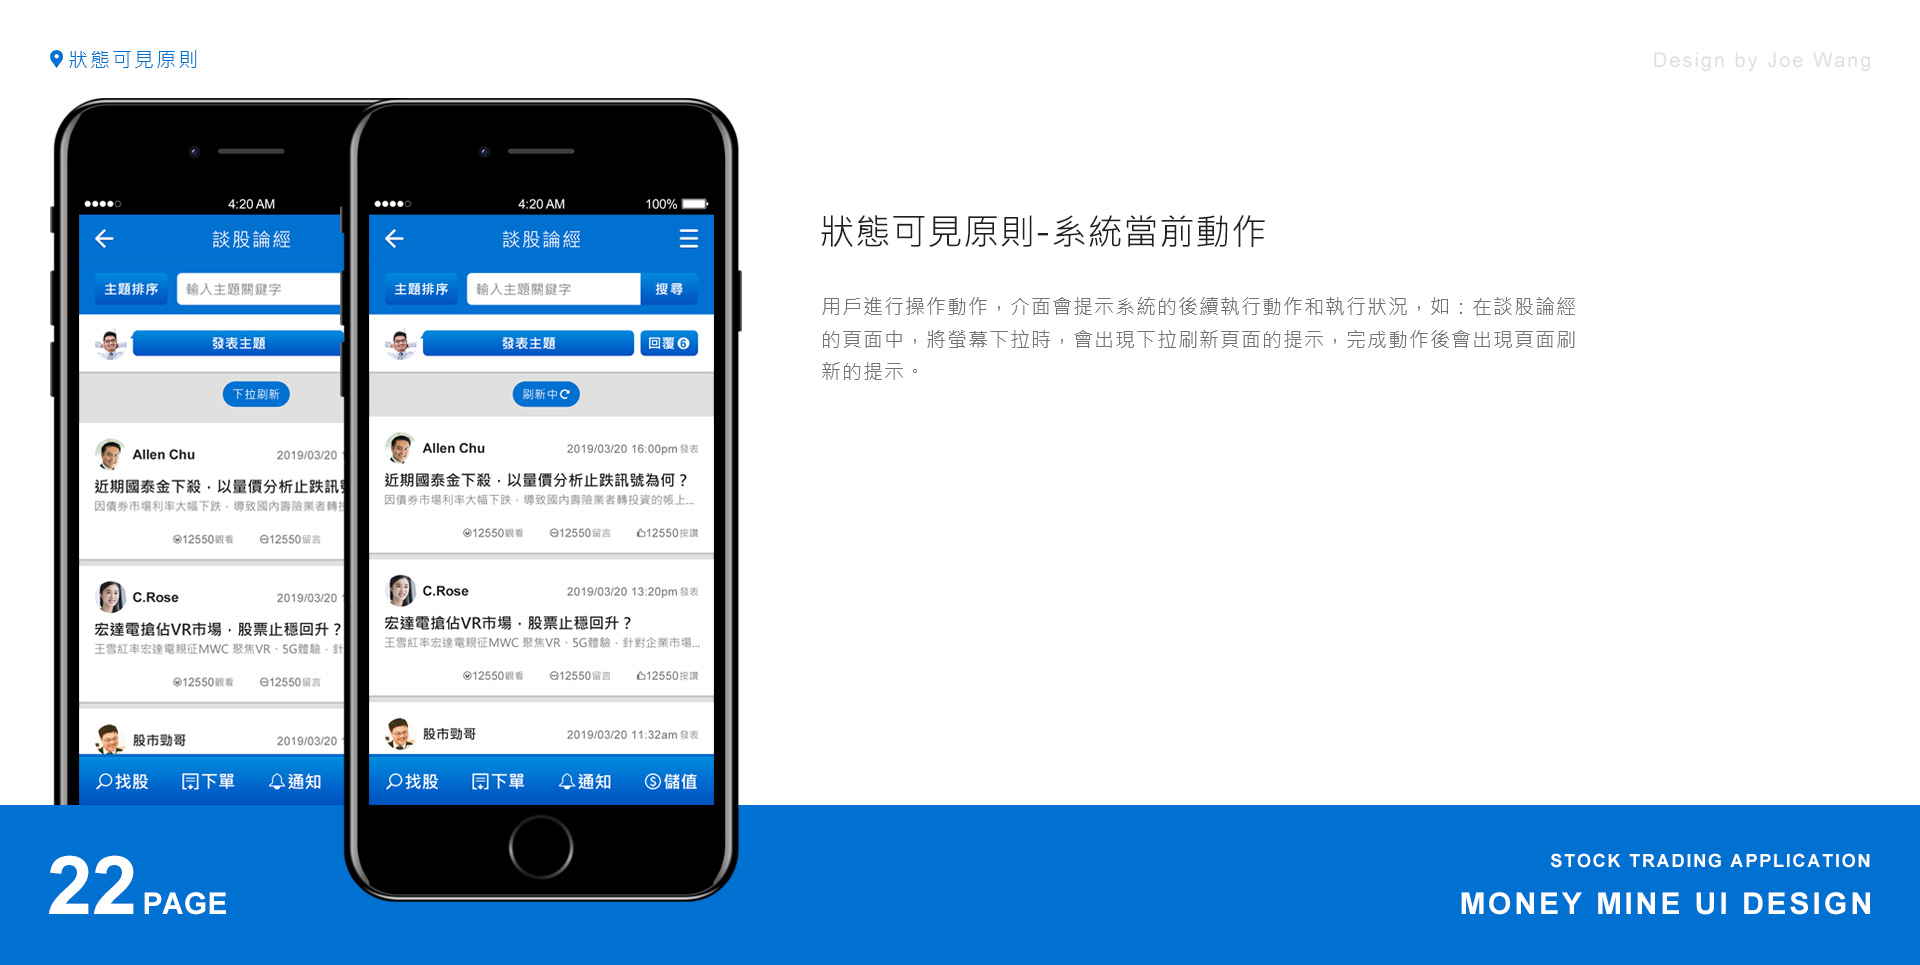 狀態可見原則
Design by Joe Wang
4:20 AM
談股論經
主題排序 輸入主題關鍵字
發表主題
下拉刷新
Allen Chu 2019/03/20
近期國泰金下殺，以量價分析止跌訊
因債券市場利率大幅下跌，導致國內壽險業者轉
12550觀看 12550留言
C.Rose 2019/03/20
宏達電搶佔VR市場，股票止穩回升？
王雪紅率宏達電親征MWC 聚焦VR、5G體驗，針
12550觀看 12550留言
股市勁哥 2019/03/20
找股 下單 通知
4:20 AM 100%
談股論經
主題排序 輸入主題關鍵字 搜尋
發表主題 回覆6
刷新中
Allen Chu 2019/03/20 16:00pm發表
近期國泰金下殺，以量價分析止跌訊號為何？
因債券市場利率大幅下跌，導致國內壽險業者轉投資的帳上...
12550觀看 12550留言 12550按讚
C.Rose 2019/03/20 13:20pm發表
宏達電搶佔VR市場，股票止穩回升？
王雪紅率宏達電親征MWC 聚焦VR、5G體驗，針對企業市場...
12550觀看 12550留言 12550按讚
股市勁哥 2019/03/20 11:32am發表
找股 下單 通知 儲值
狀態可見原則-系統當前動作
用戶進行操作動作，介面會提示系統的後續執行動作和執行狀況，如：在談股論經
的頁面中，將螢幕下拉時，會出現下拉刷新頁面的提示，完成動作後會出現頁面刷
新的提示。
22 PAGE
STOCK TRADING APPLICATION
MONEY MINE UI DESIGN